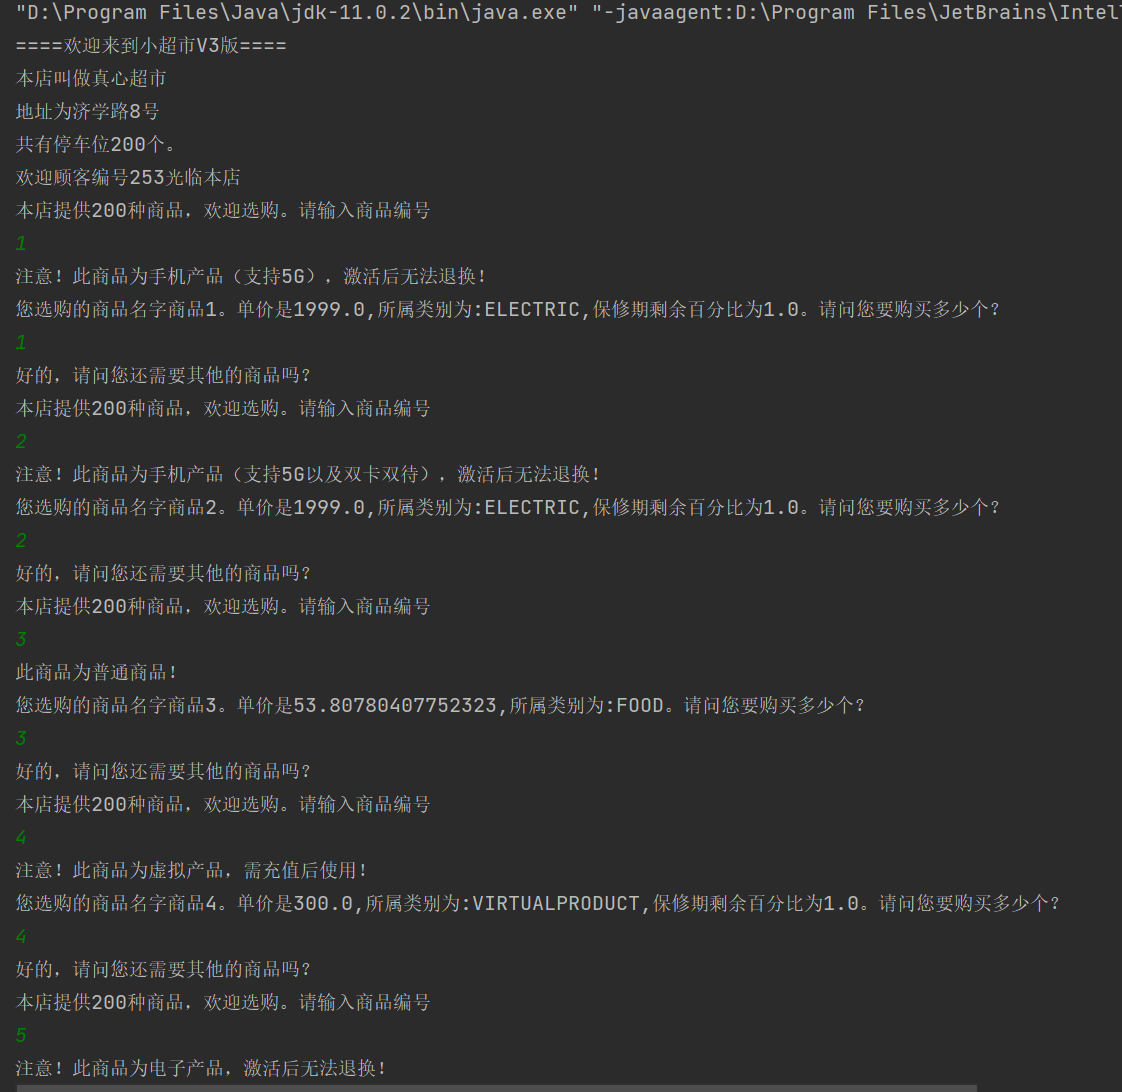 "D:\Program Files\Java\jdk-11.0.2\bin\java.exe" "-javaagent:D:\Program Files\JetBrains\Intel
====欢迎来到小超市V3版====
本店叫做真心超市
地址为济学路8号
共有停车位200个。
欢迎顾客编号253光临本店
本店提供200种商品，欢迎选购。请输入商品编号
1
注意！此商品为手机产品（支持5G），激活后无法退换！
您选购的商品名字商品1。单价是1999.0,所属类别为:ELECTRIC,保修期剩余百分比为1.0。请问您要购买多少个？
1
好的，请问您还需要其他的商品吗？
本店提供200种商品，欢迎选购。请输入商品编号
2
注意！此商品为手机产品（支持5G以及双卡双待），激活后无法退换！
您选购的商品名字商品2。单价是1999.0,所属类别为:ELECTRIC,保修期剩余百分比为1.0。请问您要购买多少个？
2
好的，请问您还需要其他的商品吗？
本店提供200种商品，欢迎选购。请输入商品编号
3
此商品为普通商品！
您选购的商品名字商品3。单价是53.80780407752323,所属类别为:FOOD。请问您要购买多少个？
3
好的，请问您还需要其他的商品吗？
本店提供200种商品，欢迎选购。请输入商品编号
4
注意！此商品为虚拟产品，需充值后使用！
您选购的商品名字商品4。单价是300.0,所属类别为:VIRTUALPRODUCT,保修期剩余百分比为1.0。请问您要购买多少个？
4
好的，请问您还需要其他的商品吗？
本店提供200种商品，欢迎选购。请输入商品编号
5
注意！此商品为电子产品，激活后无法退换！